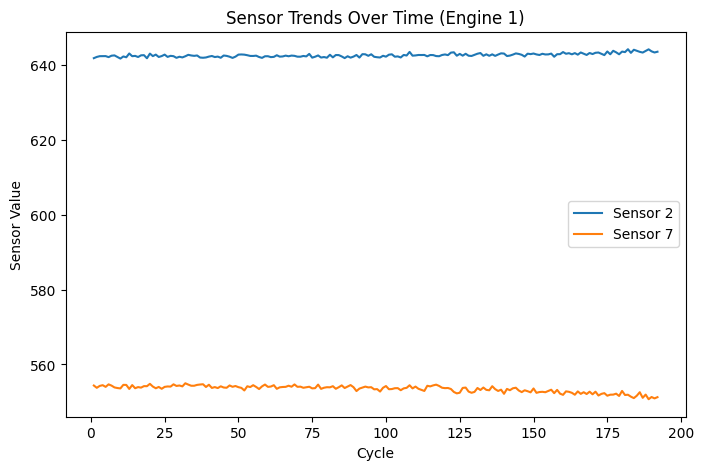 Sensor Trends Over Time (Engine 1)
Sensor Value
640
620
600
580
560
Sensor 2
Sensor 7
0 25 50 75 100 125 150 175 200
Cycle